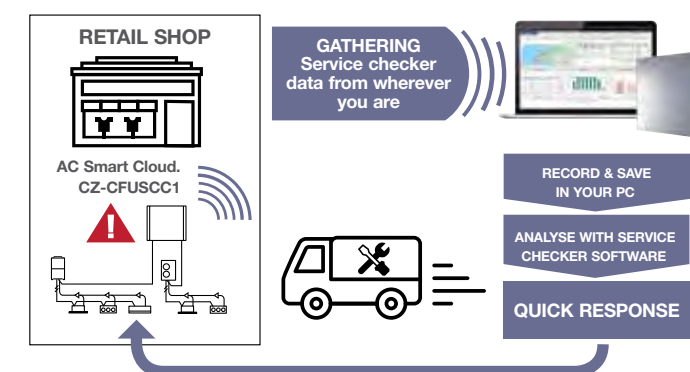 RETAIL SHOP
AC Smart Cloud.
CZ-CFUSCC1
GATHERING
Service checker
data from wherever
you are
RECORD & SAVE
IN YOUR PC
ANALYSE WITH SERVICE
CHECKER SOFTWARE
QUICK RESPONSE